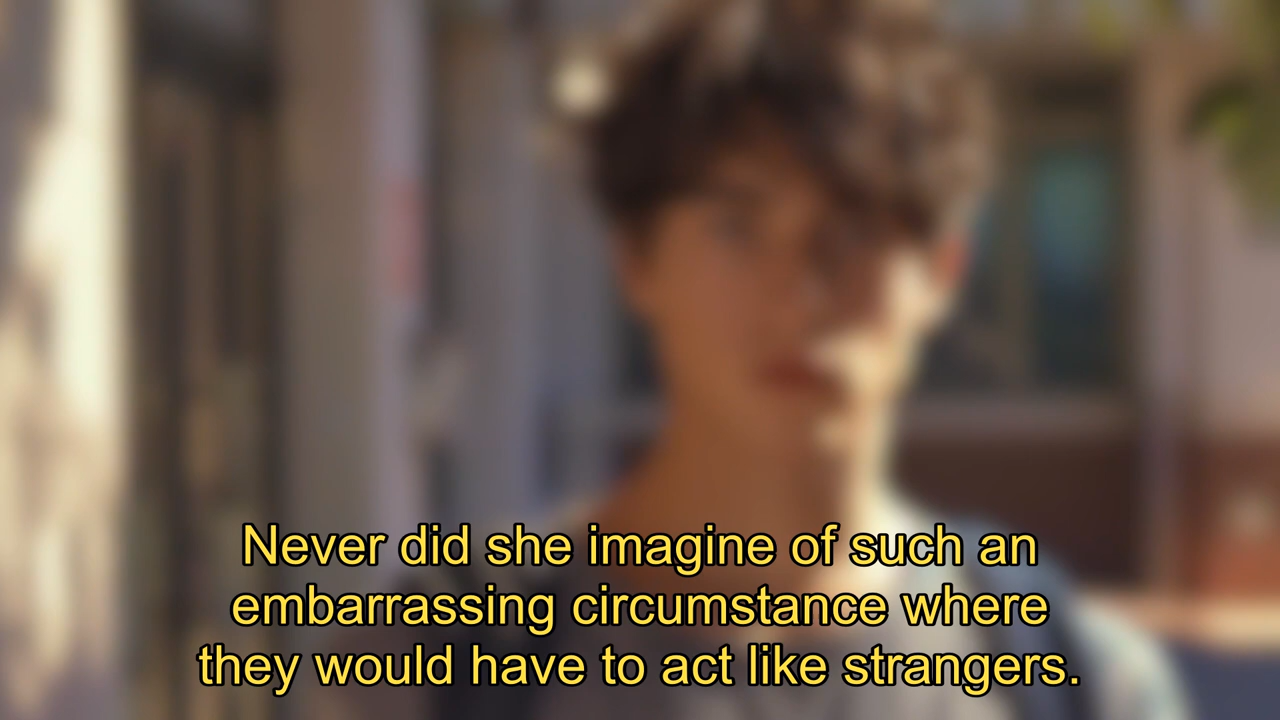 Never did she imagine of such an
embarrassing circumstance where
they would have to act like strangers.